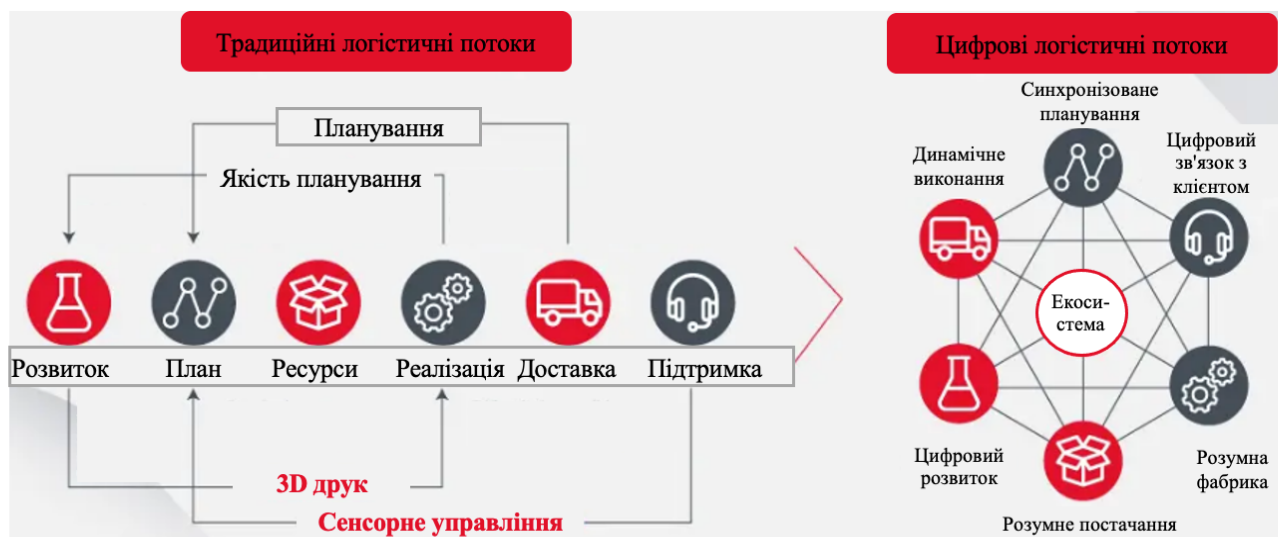 Традиційні логістичні потоки
Планування
Якість планування
Розвиток
План
Ресурси
Реалізація
Доставка
Підтримка
3D друк
Сенсорне управління
Цифрові логістичні потоки
Синхронізоване
планування
Динамічне
виконання
Цифровий
зв'язок з
клієнтом
Екоси-
стема
Цифровий
розвиток
Розумна
фабрика
Розумне постачання